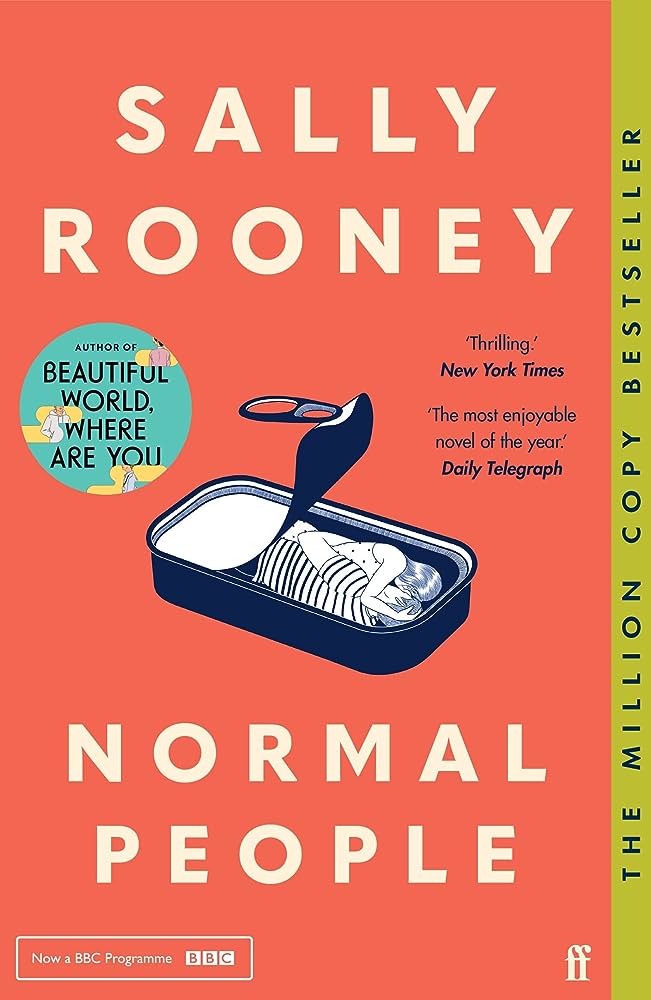 SALLY
ROONEY
AUTHOR OF
BEAUTIFUL
WORLD,
WHERE
ARE YOU
‘Thrilling.’
New York Times
‘The most enjoyable
novel of the year.’
Daily Telegraph
NORMAL
PEOPLE
Now a BBC Programme BBC
ff
THE MILLION COPY BESTSELLER